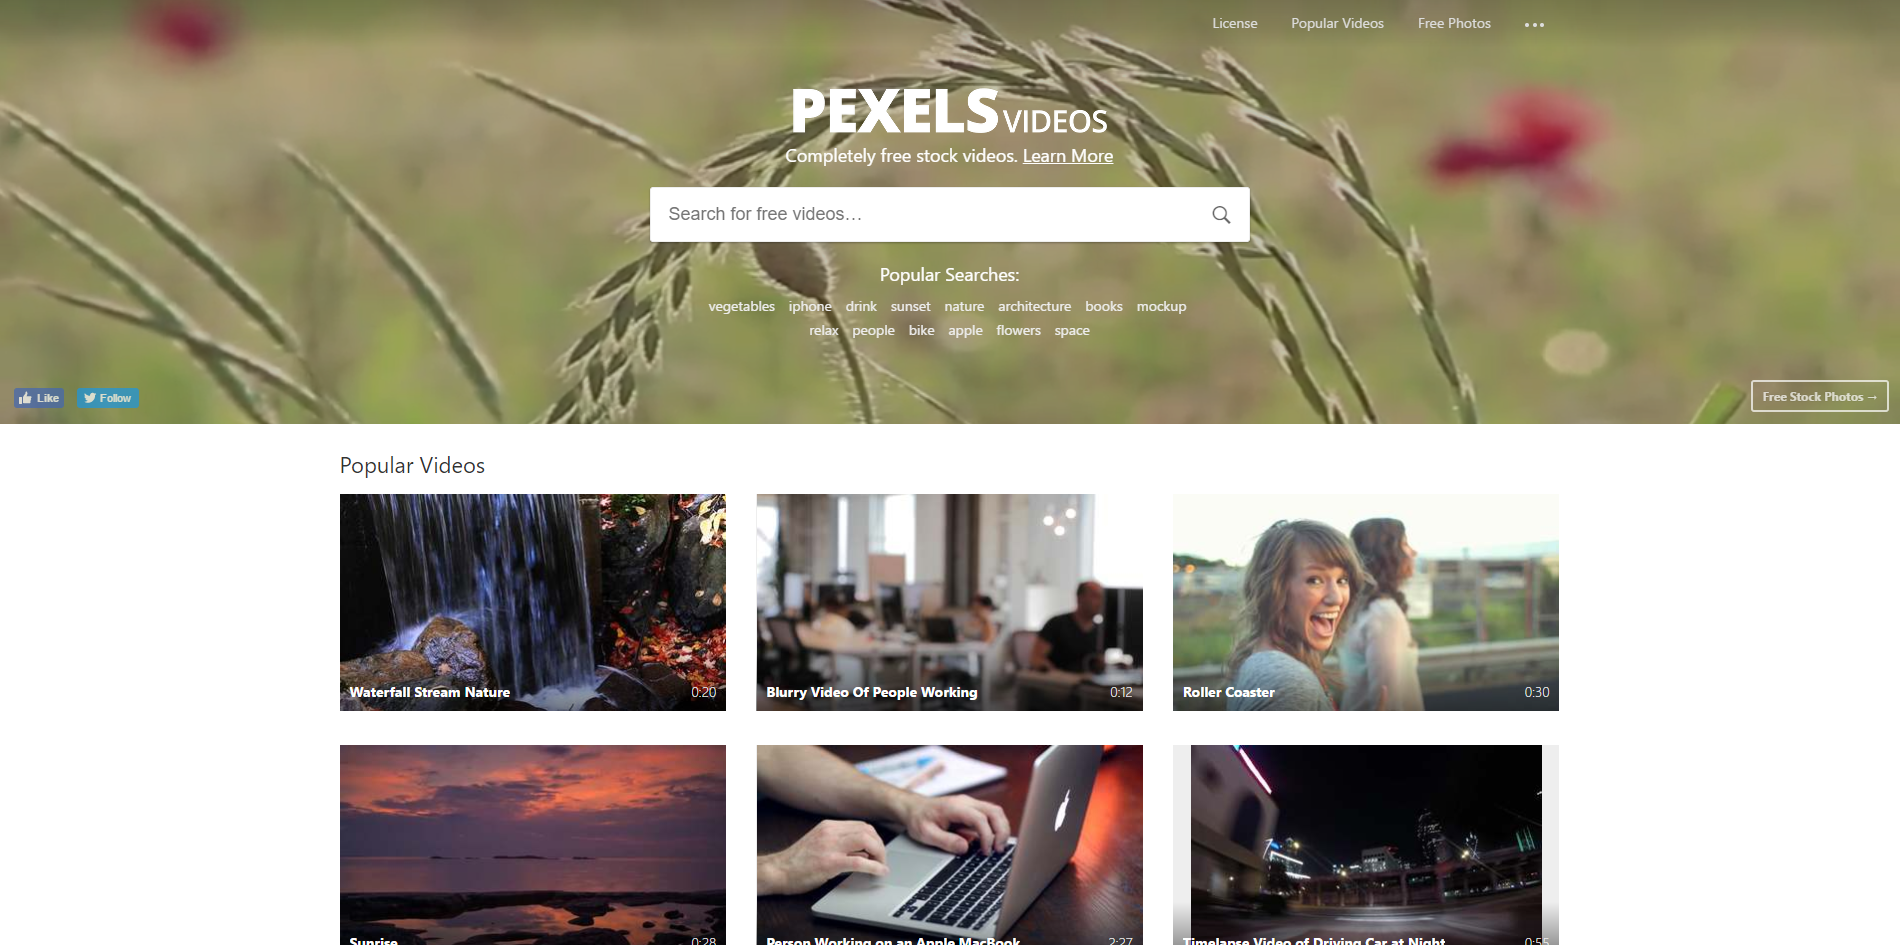 License Popular Videos Free Photos
PEXELS VIDEOS
Completely free stock videos. Learn More
Search for free videos...
Popular Searches:
vegetables iphone drink sunset nature architecture books mockup
relax people bike apple flowers space
Like Follow
Free Stock Photos →
Popular Videos
Waterfall Stream Nature 0:20
Blurry Video Of People Working 0:12
Roller Coaster 0:30
Sunrise 0:28
Person Working on an Apple MacBook 2:27
Timelapse Video of Driving Car at Night 0:55